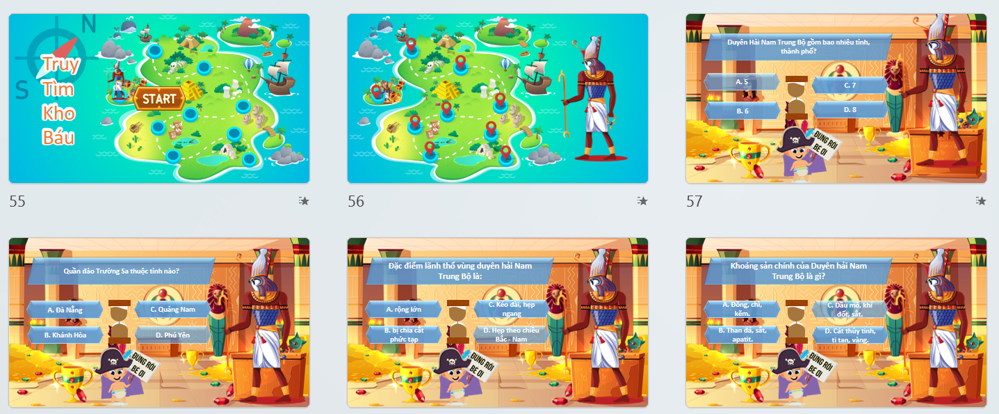 N
S
Truy
Tìm
Kho
Báu
START
55
56
Duyên Hải Nam Trung Bộ gồm bao nhiêu tỉnh,
thành phố?
A. 5
C. 7
B. 6
D. 8
ĐÚNG RỒI
BÉ ƠI
57
Quần đảo Trường Sa thuộc tỉnh nào?
A. Đà Nẵng
C. Quảng Nam
B. Khánh Hòa
D. Phú Yên
ĐÚNG RỒI
BÉ ƠI
Đặc điểm lãnh thổ vùng duyên hải Nam
Trung Bộ là:
A. rộng lớn
C. Kéo dài, hẹp
ngang
B. bị chia cắt
phức tạp
D. Hẹp theo chiều
Bắc - Nam
ĐÚNG RỒI
BÉ ƠI
Khoáng sản chính của Duyên hải Nam
Trung Bộ là gì?
A. Đồng, chì,
kẽm.
C. Dầu mỏ, khí
đốt, sắt.
B. Than đá, sắt,
apatit.
D. Cát thủy tinh,
ti tan, vàng.
ĐÚNG RỒI
BÉ ƠI